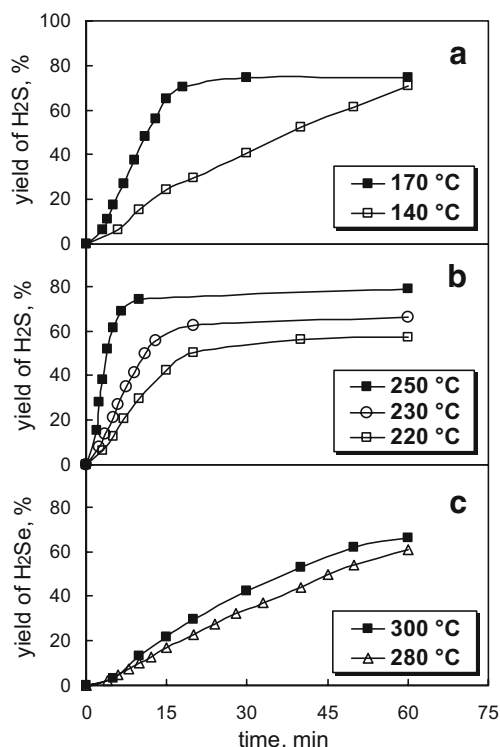 100
80
60
40
20
0
yield of H2S, %
a
170 °C
140 °C
80
60
40
20
0
yield of H2S, %
b
250 °C
230 °C
220 °C
80
60
40
20
0
yield of H2Se, %
c
300 °C
280 °C
0 15 30 45 60 75
time, min